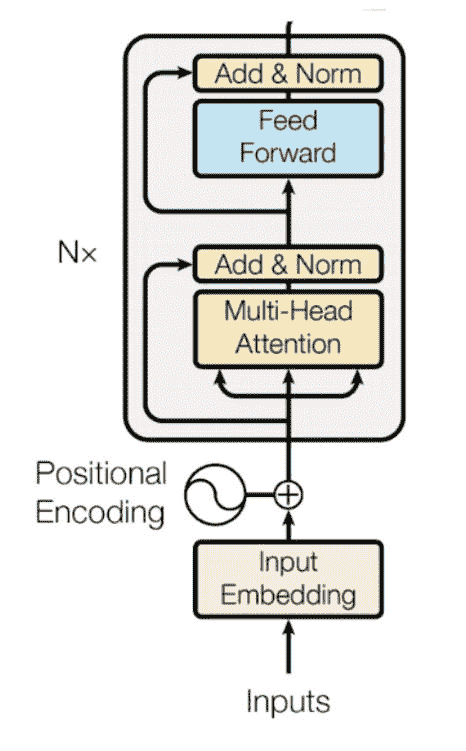 Add & Norm
Feed
Forward
Nx
Add & Norm
Multi-Head
Attention
Positional
Encoding
Input
Embedding
Inputs